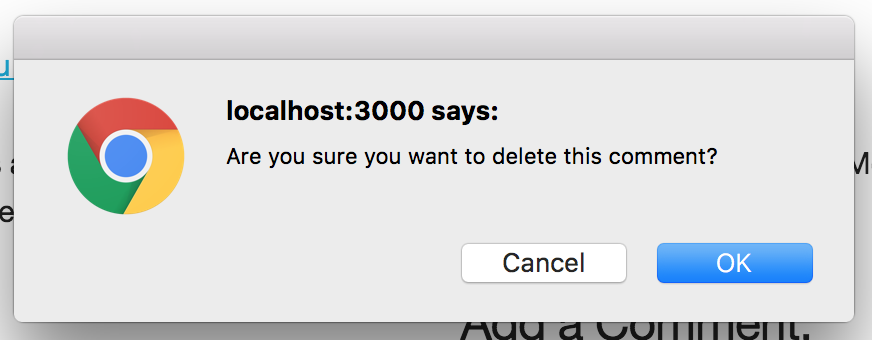 localhost:3000 says:
Are you sure you want to delete this comment?
Cancel
OK
Add a Comment: